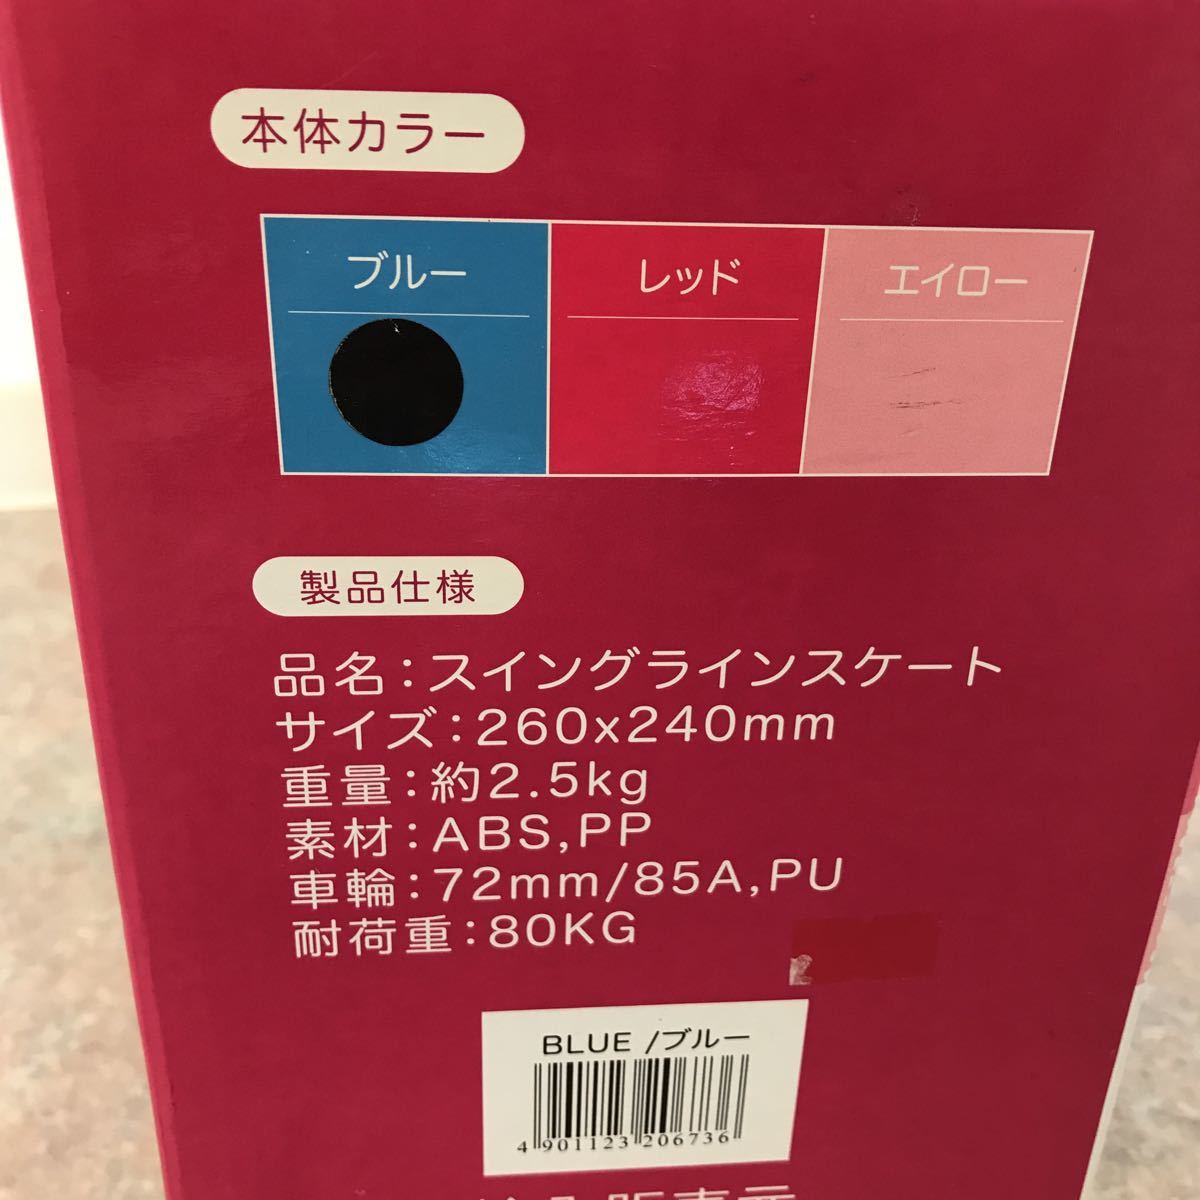 本体カラー
ブルー
レッド
エイロー
製品仕様
品名：スイングラインスケート
サイズ：260x240mm
重量：約2.5kg
素材：ABS,PP
車輪：72mm/85A,PU
耐荷重：80KG
BLUE /ブルー
4 901123 206736